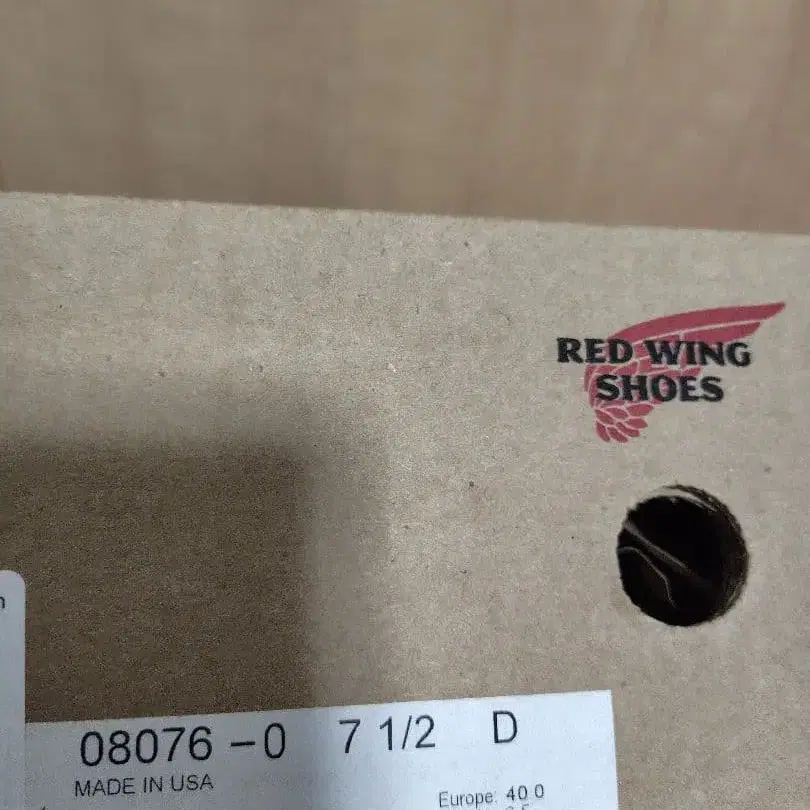 RED WING
SHOES
08076-0 7 1/2 D
MADE IN USA
Europe: 40 0